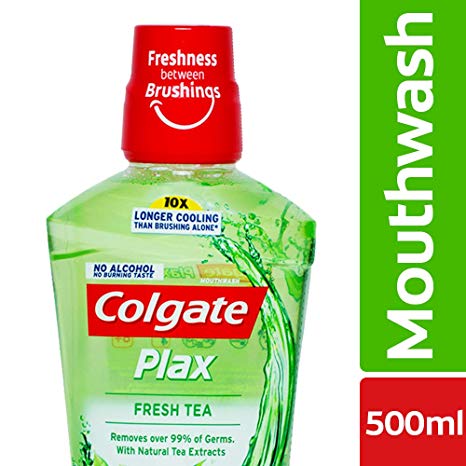 Freshness
between
Brushings
10X
LONGER COOLING
THAN BRUSHING ALONE*
NO ALCOHOL
NO BURNING TASTE
Plax
MOUTHWASH
Colgate
Plax
FRESH TEA
Removes over 99% of Germs.
With Natural Tea Extracts
Mouthwash
500ml